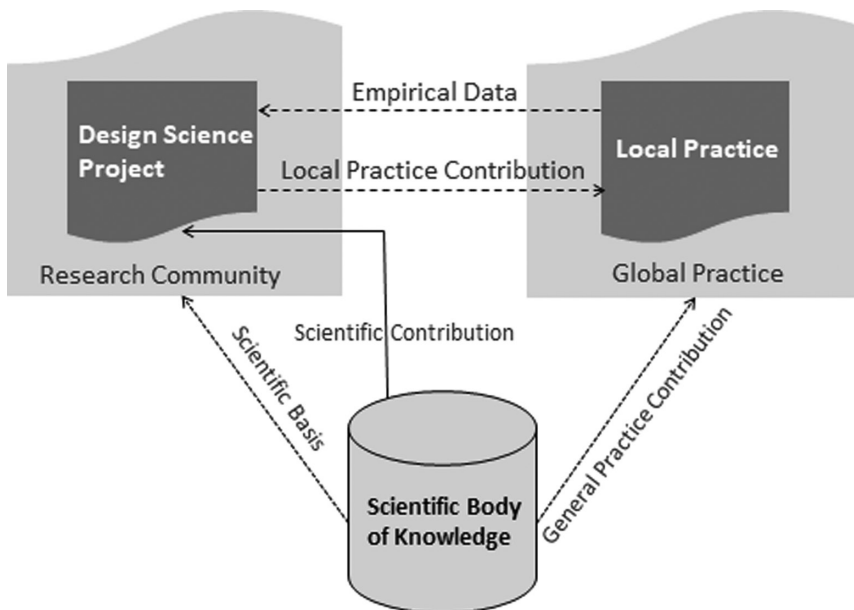 Design Science
Project
Empirical Data
Local Practice Contribution
Local Practice
Research Community
Global Practice
Scientific Contribution
Scientific Basis
General Practice Contribution
Scientific Body
of Knowledge